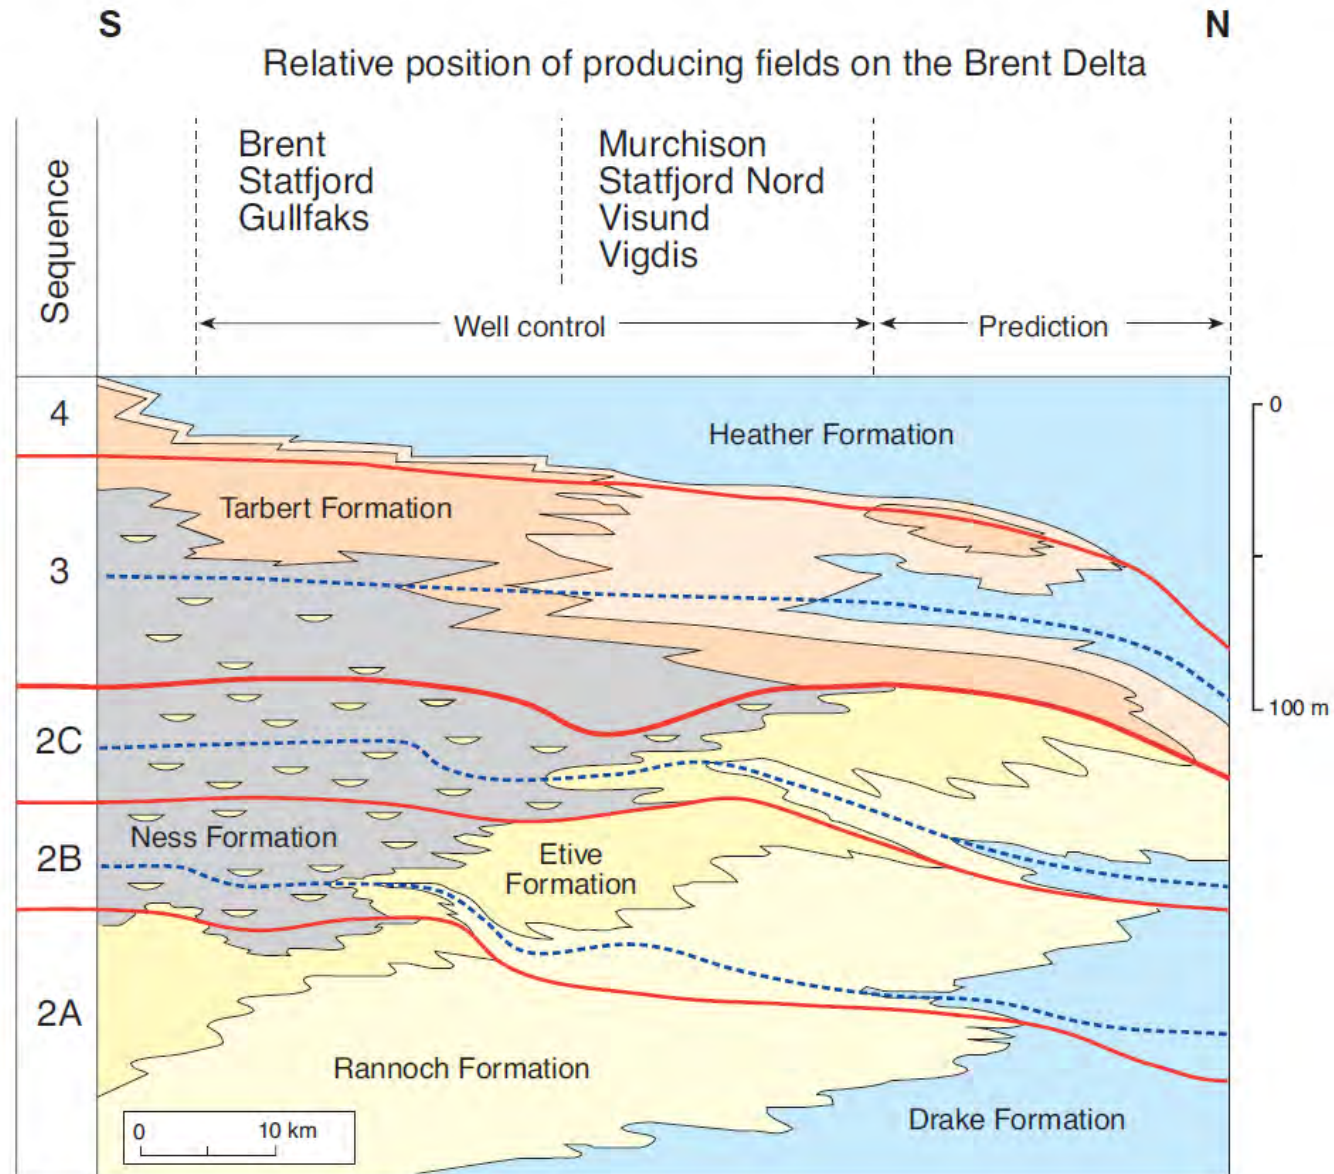 S
N
Relative position of producing fields on the Brent Delta
Sequence
Brent
Statfjord
Gullfaks
Murchison
Statfjord Nord
Visund
Vigdis
Well control
Prediction
4
0
Heather Formation
Tarbert Formation
3
100 m
2C
Ness Formation
2B
Etive
Formation
2A
Rannoch Formation
Drake Formation
0
10 km